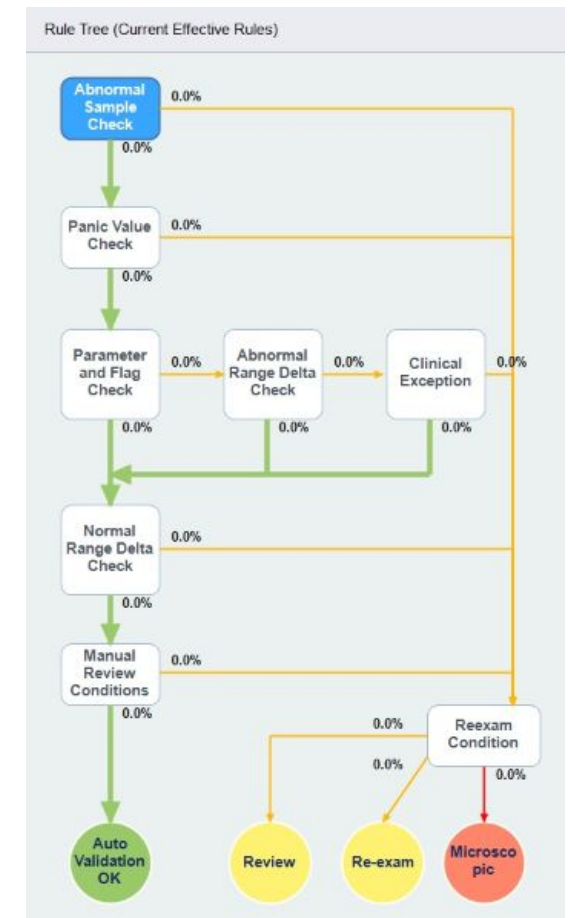 Rule Tree (Current Effective Rules)
Abnormal
Sample
Check
0.0%
0.0%
Panic Value
Check
0.0%
0.0%
Parameter
and Flag
Check
0.0%
0.0%
Abnormal
Range Delta
Check
0.0%
0.0%
Clinical
Exception
0.0%
0.0%
Normal
Range Delta
Check
0.0%
0.0%
Manual
Review
Conditions
0.0%
0.0%
Reexam
Condition
0.0%
0.0%
0.0%
Auto
Validation
OK
Review
Re-exam
Microsco
pic